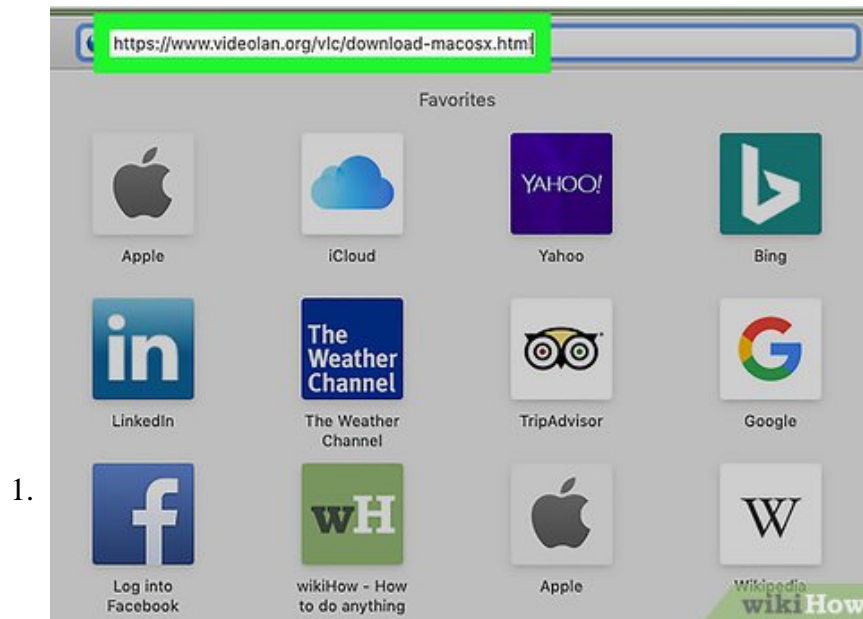 https://www.videolan.org/vlc/download-macosx.html
Favorites
YAHOO!
Apple
iCloud
Yahoo
Bing
in
The
Weather
Channel
LinkedIn
The Weather
Channel
TripAdvisor
Google
1.
f
wH
W
Log into
Facebook
wikiHow - How
to do anything
Apple
Wikipedia
wikiHow